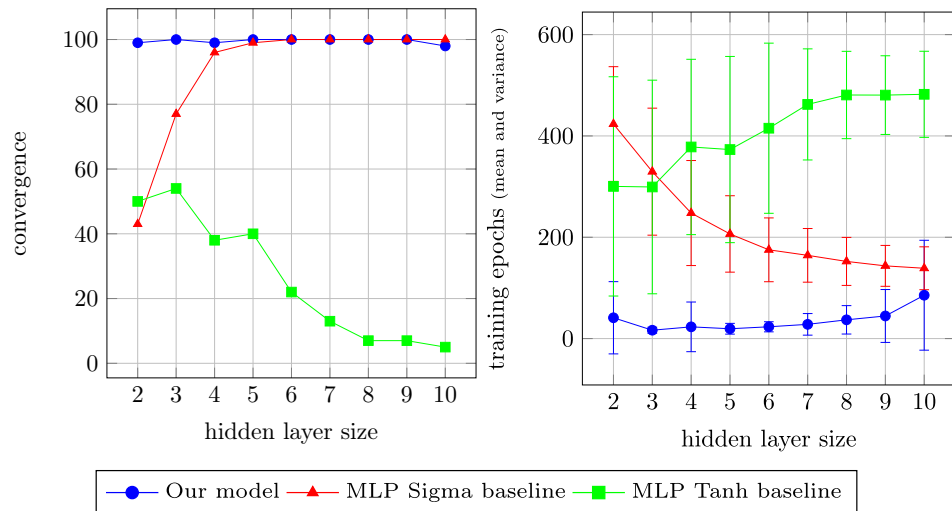 convergence
100
80
60
40
20
0
2 3 4 5 6 7 8 9 10
hidden layer size
training epochs (mean and variance)
600
400
200
0
2 3 4 5 6 7 8 9 10
hidden layer size
Our model MLP Sigma baseline MLP Tanh baseline